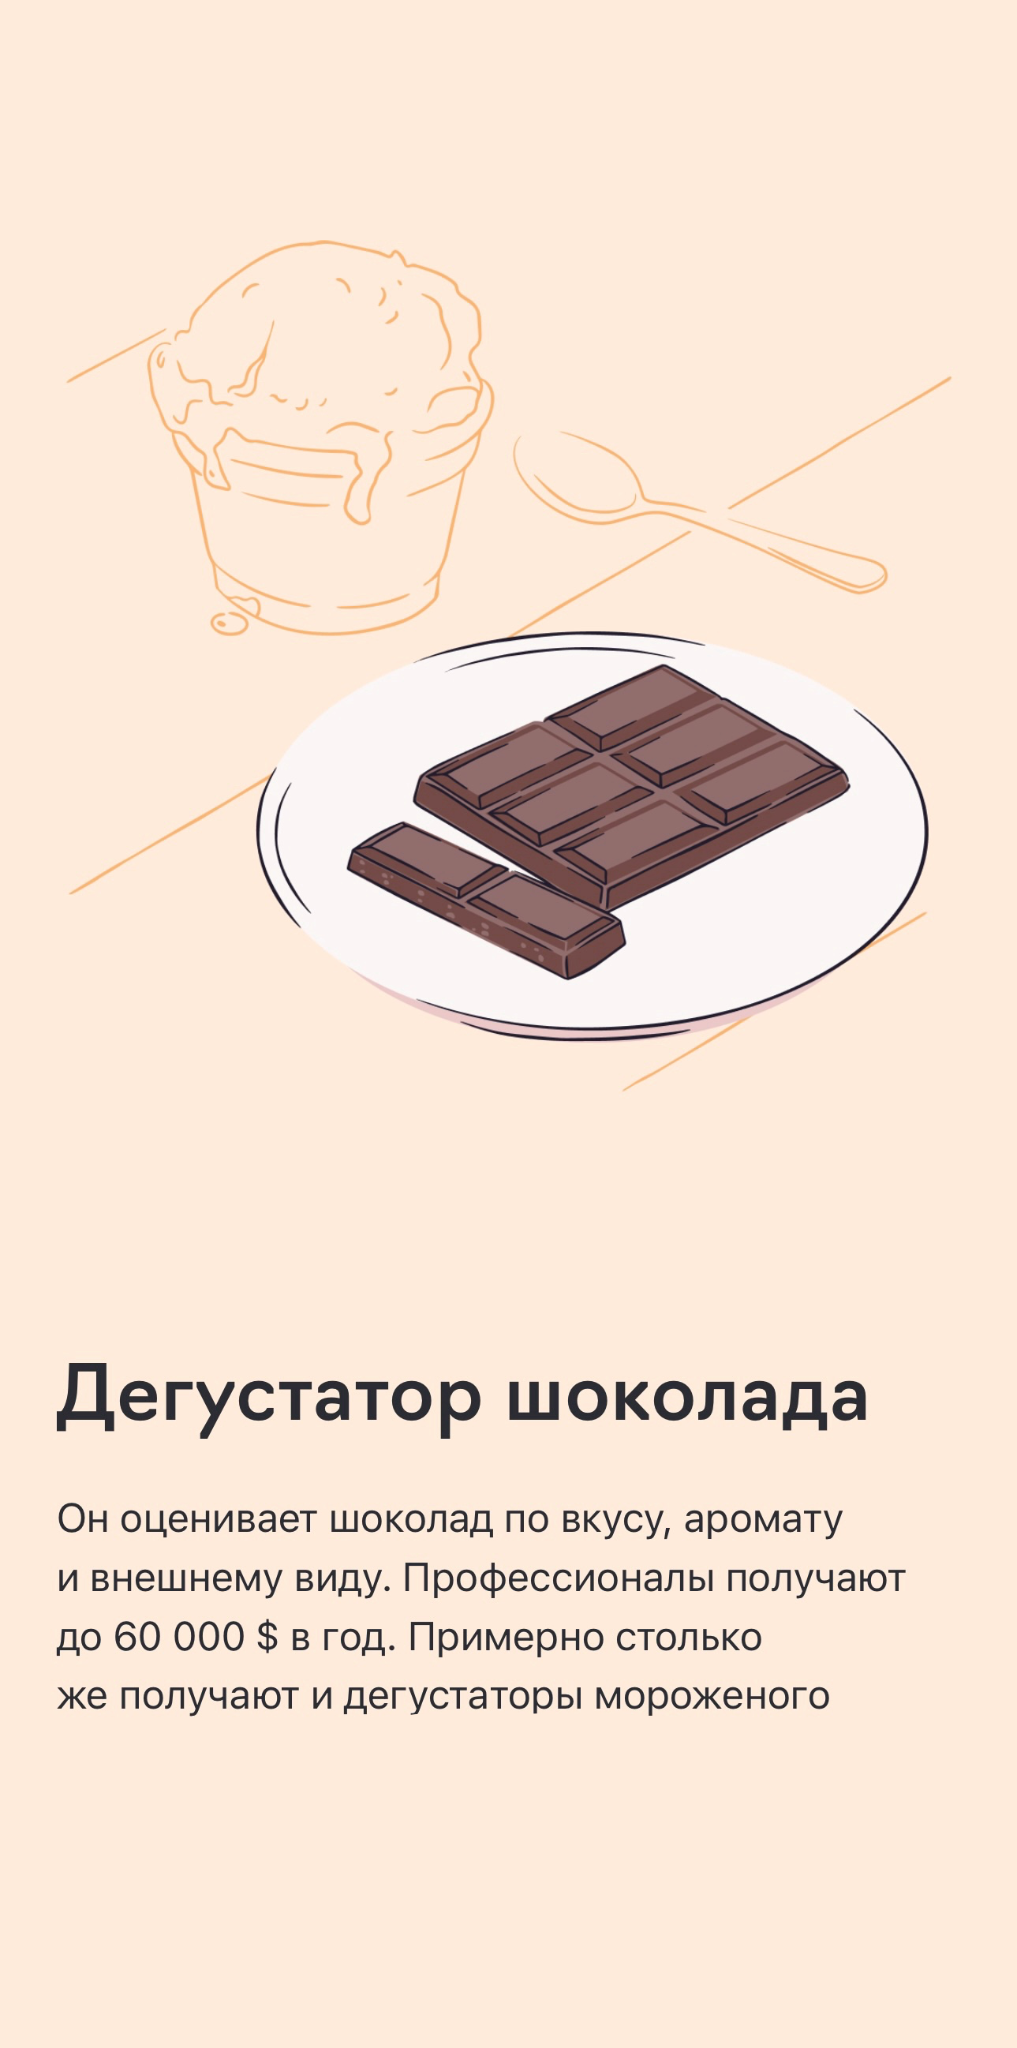 Дегустатор шоколада
Он оценивает шоколад по вкусу, аромату
и внешнему виду. Профессионалы получают
до 60 000 $ в год. Примерно столько
же получают и дегустаторы мороженого